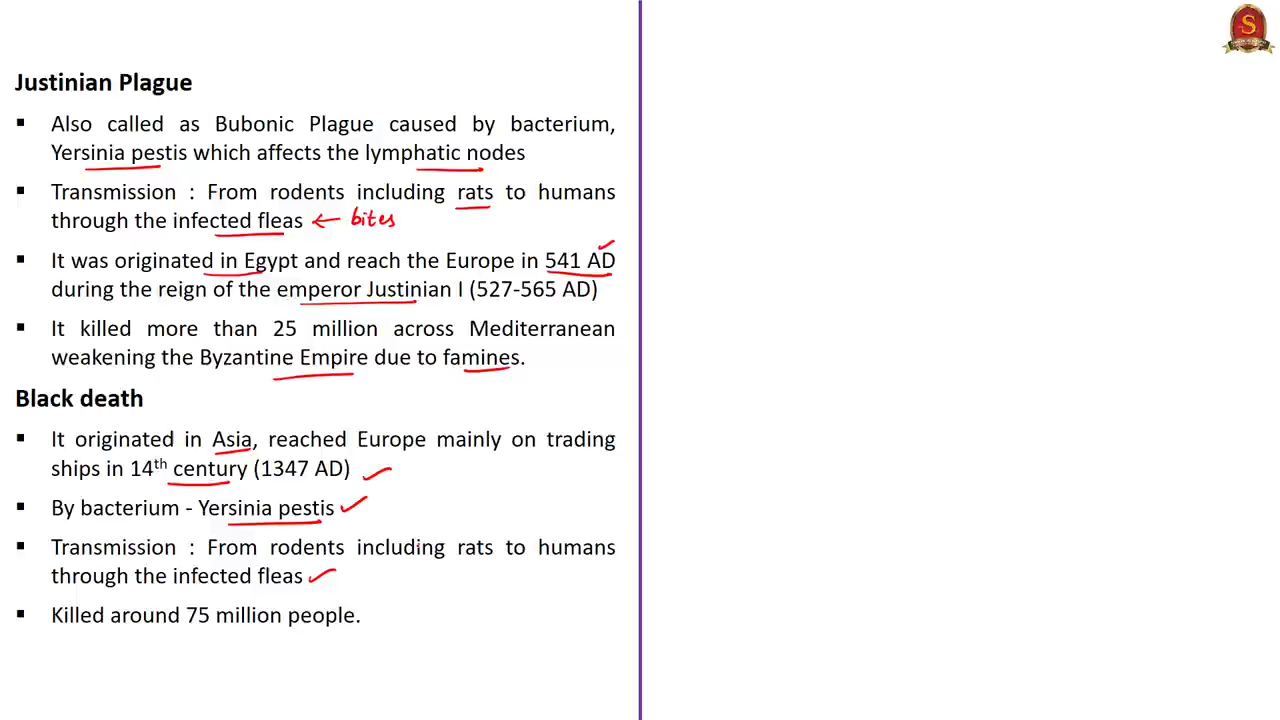 Justinian Plague
▪ Also called as Bubonic Plague caused by bacterium,
Yersinia pestis which affects the lymphatic nodes
▪ Transmission : From rodents including rats to humans
through the infected fleas ← bites
▪ It was originated in Egypt and reach the Europe in 541 AD
during the reign of the emperor Justinian I (527-565 AD)
▪ It killed more than 25 million across Mediterranean
weakening the Byzantine Empire due to famines.
Black death
▪ It originated in Asia, reached Europe mainly on trading
ships in 14th century (1347 AD)
▪ By bacterium - Yersinia pestis
▪ Transmission : From rodents including rats to humans
through the infected fleas
▪ Killed around 75 million people.
S